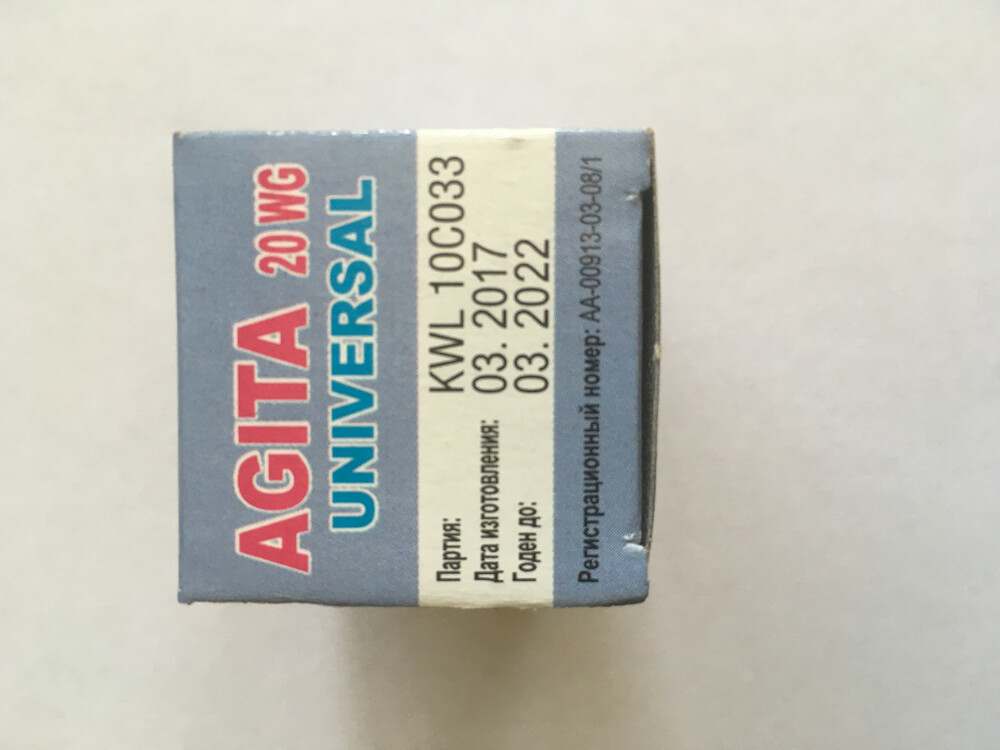 AGITA 20 WG
UNIVERSAL
Партия: KWL 10C033
Дата изготовления: 03. 2017
Годен до: 03. 2022
Регистрационный номер: АА-00913-03-08/1